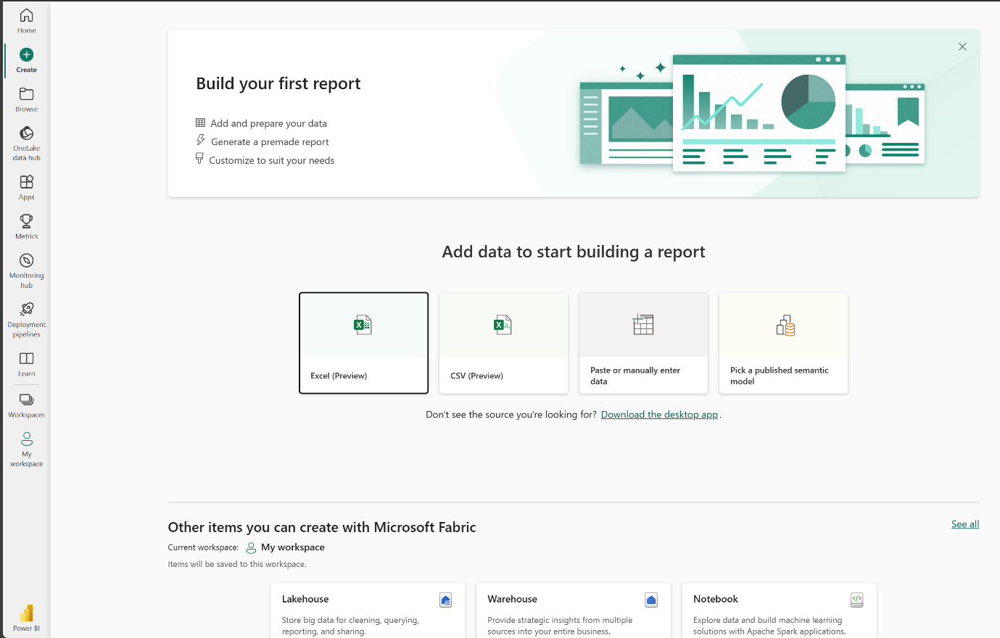 Home
Create
Browse
OneLake
data hub
Apps
Metrics
Monitoring
hub
Deployment
pipelines
Learn
Workspaces
My
workspace
Power BI
Build your first report
Add and prepare your data
Generate a premade report
Customize to suit your needs
Add data to start building a report
Excel (Preview)
CSV (Preview)
Paste or manually enter
data
Pick a published semantic
model
Don't see the source you're looking for? Download the desktop app.
Other items you can create with Microsoft Fabric
See all
Current workspace: My workspace
Items will be saved to this workspace.
Lakehouse
Store big data for cleaning, querying,
reporting, and sharing.
Warehouse
Provide strategic insights from multiple
sources into your entire business.
Notebook
Explore data and build machine learning
solutions with Apache Spark applications.